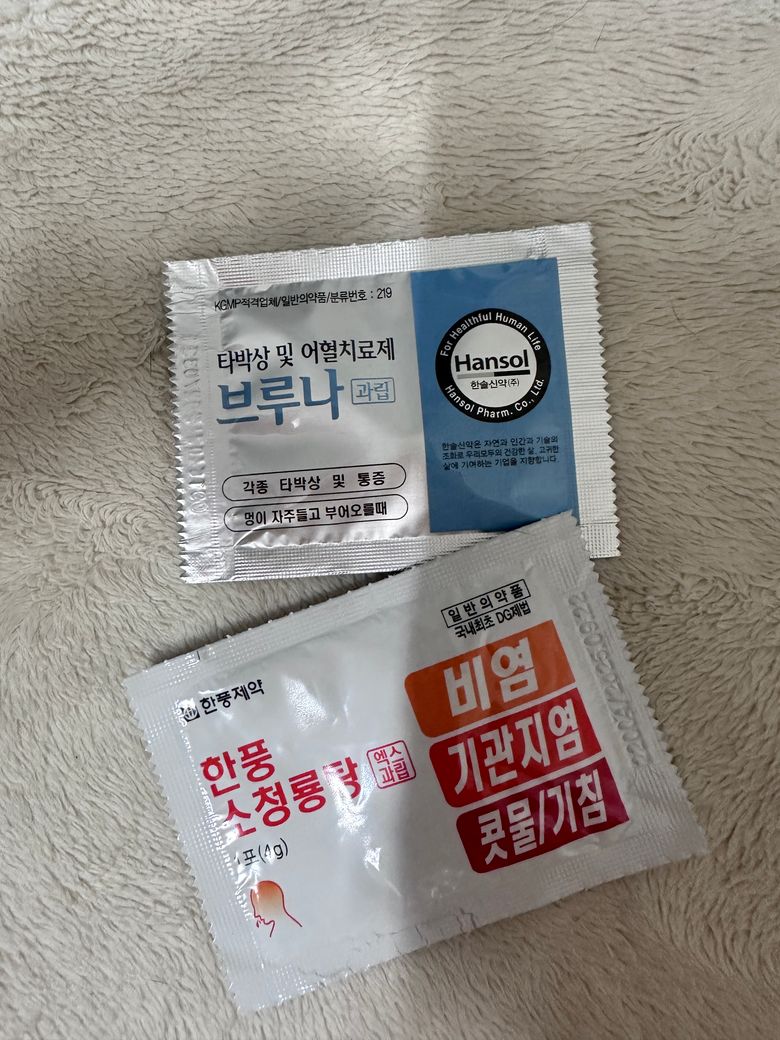 KGMP적격업체/일반의약품/분류번호 : 219
타박상 및 어혈치료제
브루나 과립
각종 타박상 및 통증
멍이 자주들고 부어오를때
For Healthful Human Life
Hansol
한솔신약(주)
Hansol Pharm. Co., Ltd.
한솔신약은 자연과 인간과 기술의
조화로 우리모두의 건강한 삶, 고귀한
삶에 기여하는 기업을 지향합니다.
일반의약품
국내최초 DG제법
한풍제약
한풍
소청룡탕 엑스
과립
1포(4g)
비염
기관지염
콧물/기침